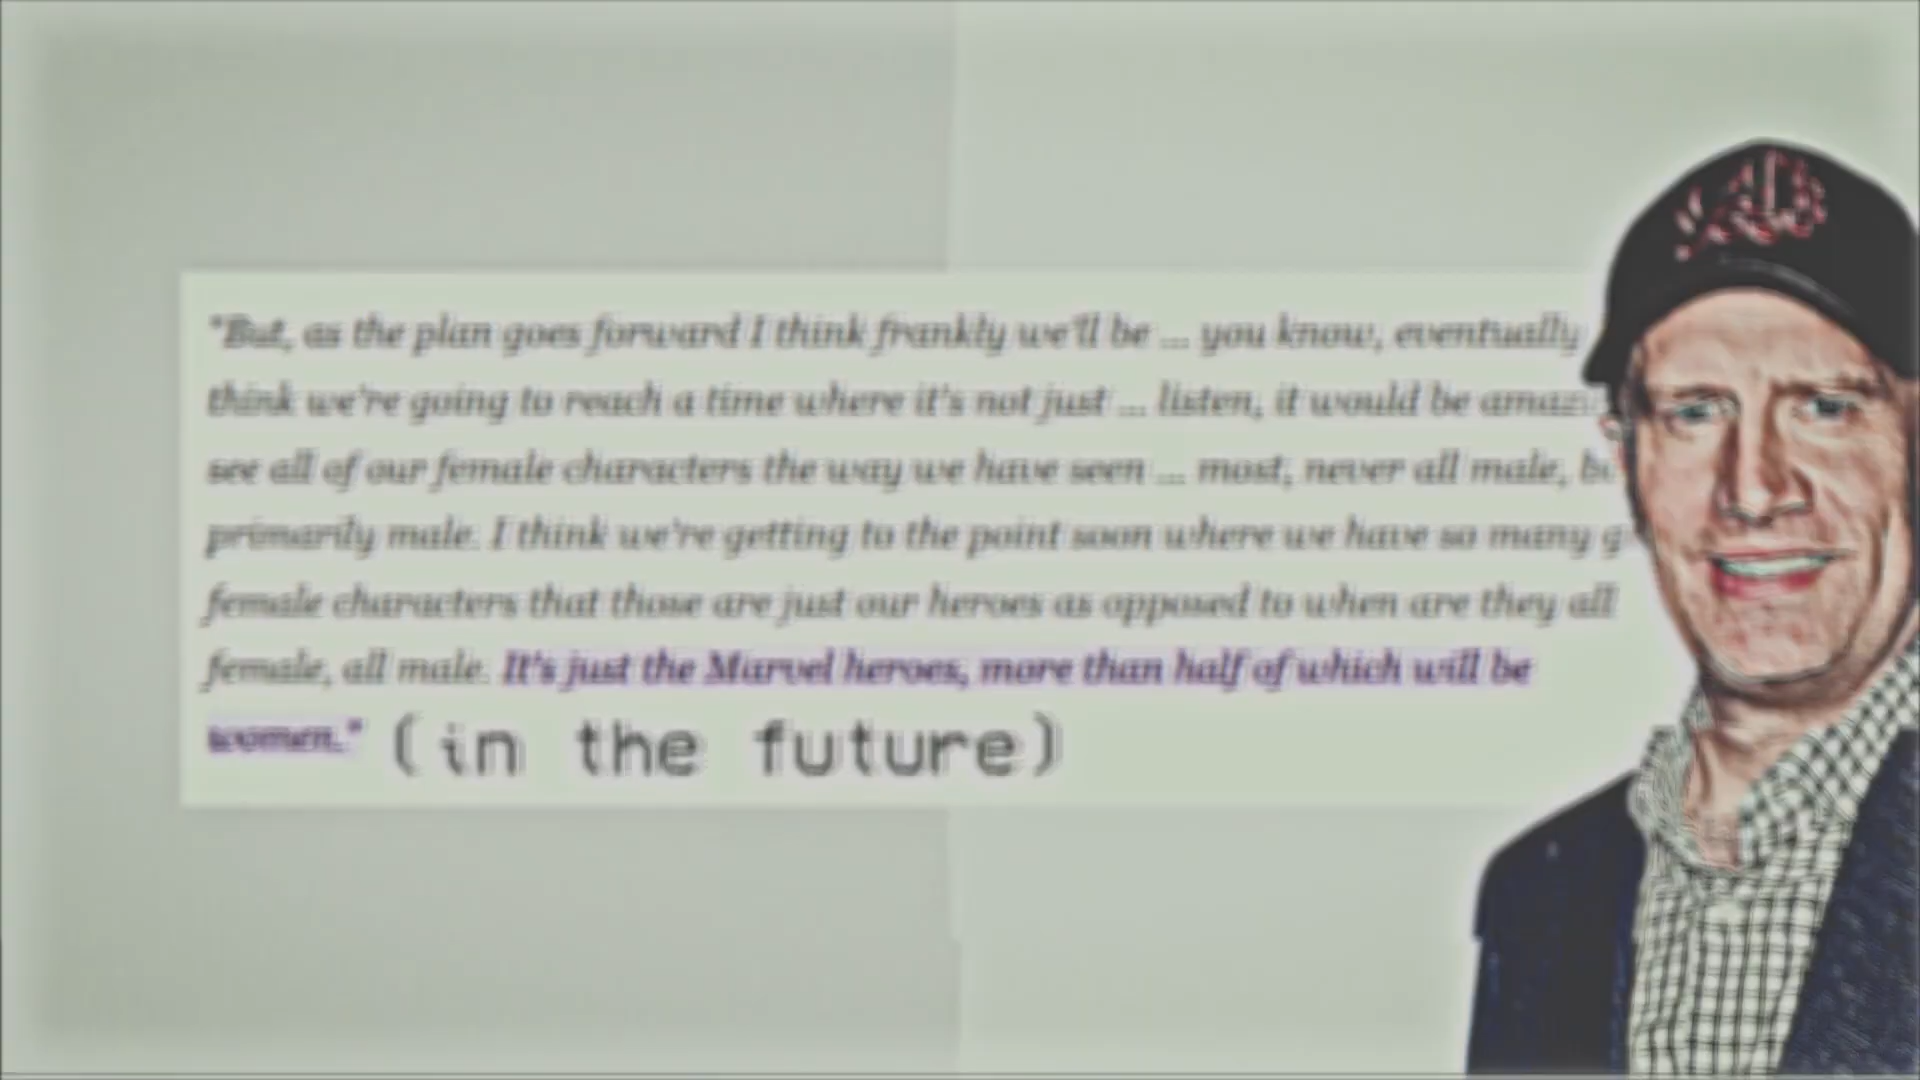 "But, as the plan goes forward I think frankly we'll be ... you know, eventually
think we're going to reach a time where it's not just ... listen, it would be
see all of our female characters the way we have seen ... most, never all male,
primarily male. I think we're getting to the point soon where we have so many
female characters that those are just our heroes as opposed to when are they all
female, all male. It's just the Marvel heroes, more than half of which will be
women." (in the future)